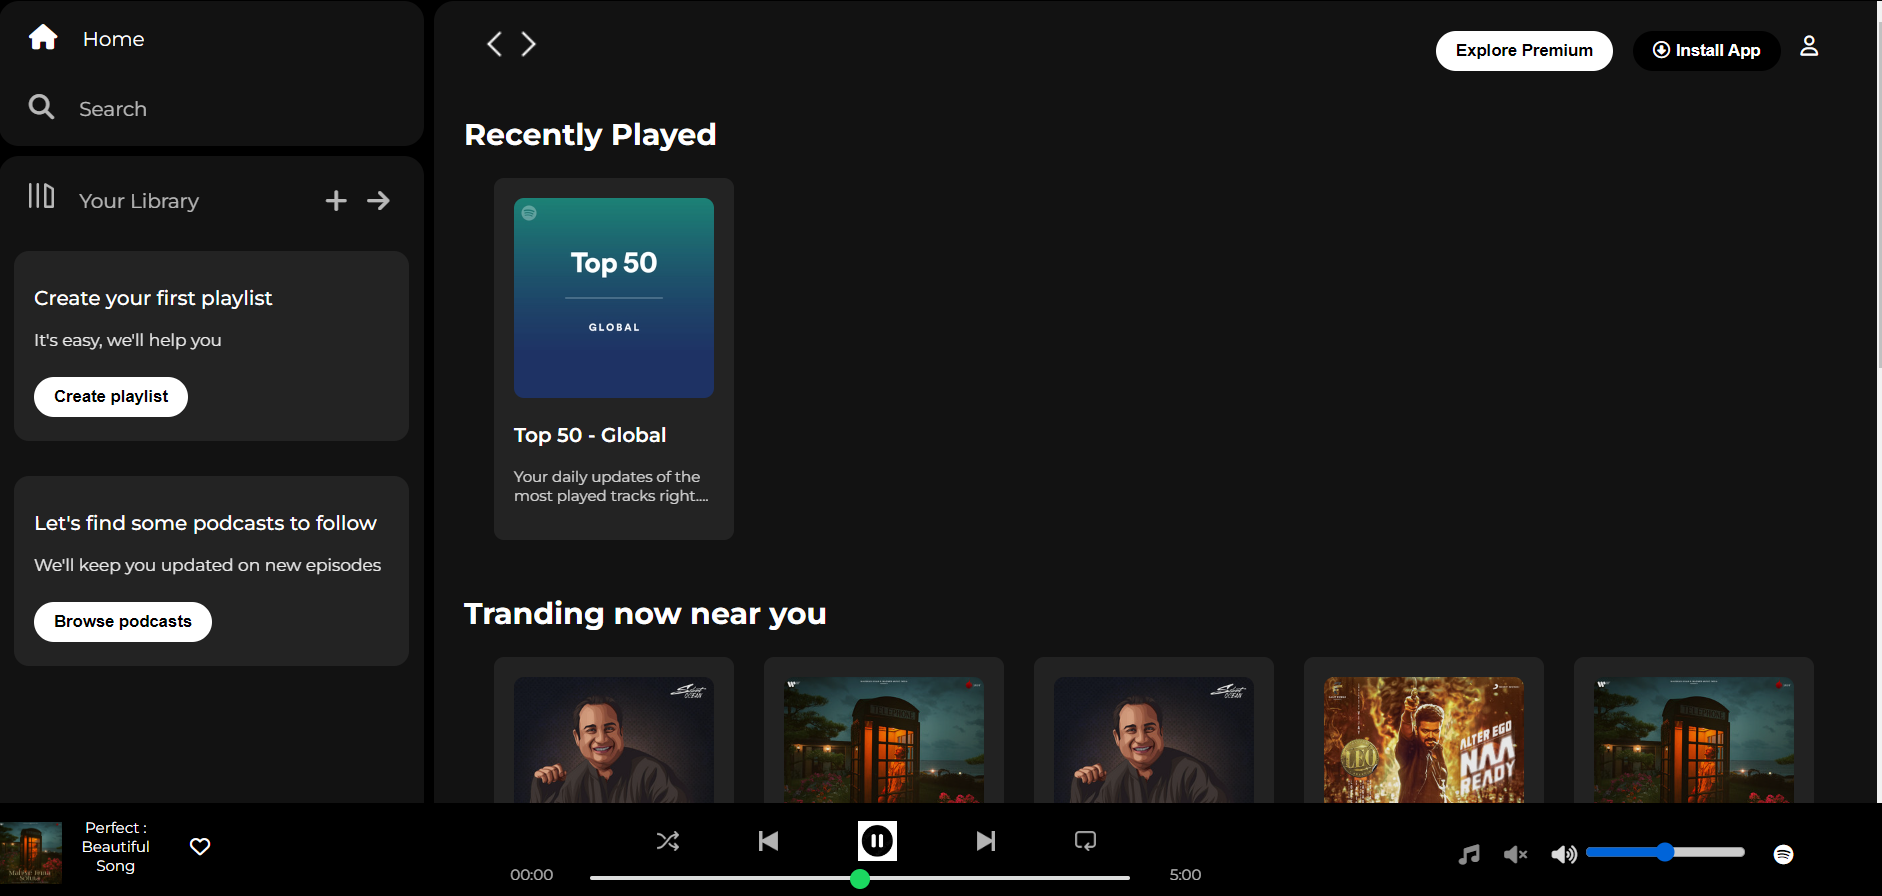 Home
Search
Your Library
Create your first playlist
It's easy, we'll help you
Create playlist
Let's find some podcasts to follow
We'll keep you updated on new episodes
Browse podcasts
Explore Premium
Install App
Recently Played
Top 50
GLOBAL
Top 50 - Global
Your daily updates of the
most played tracks right....
Tranding now near you
TELEPHONE
LEO
ALTER EGO
NAA
READY
TELEPHONE
Perfect :
Beautiful
Song
00:00
5:00